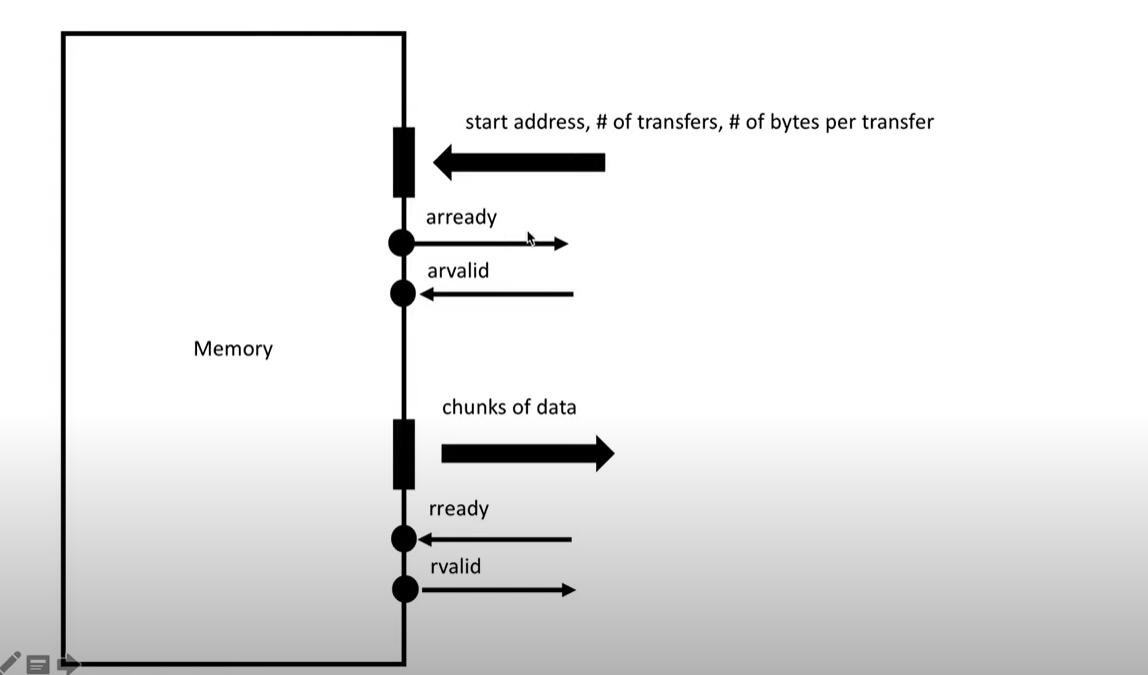 start address, # of transfers, # of bytes per transfer
arready
arvalid
Memory
chunks of data
rready
rvalid